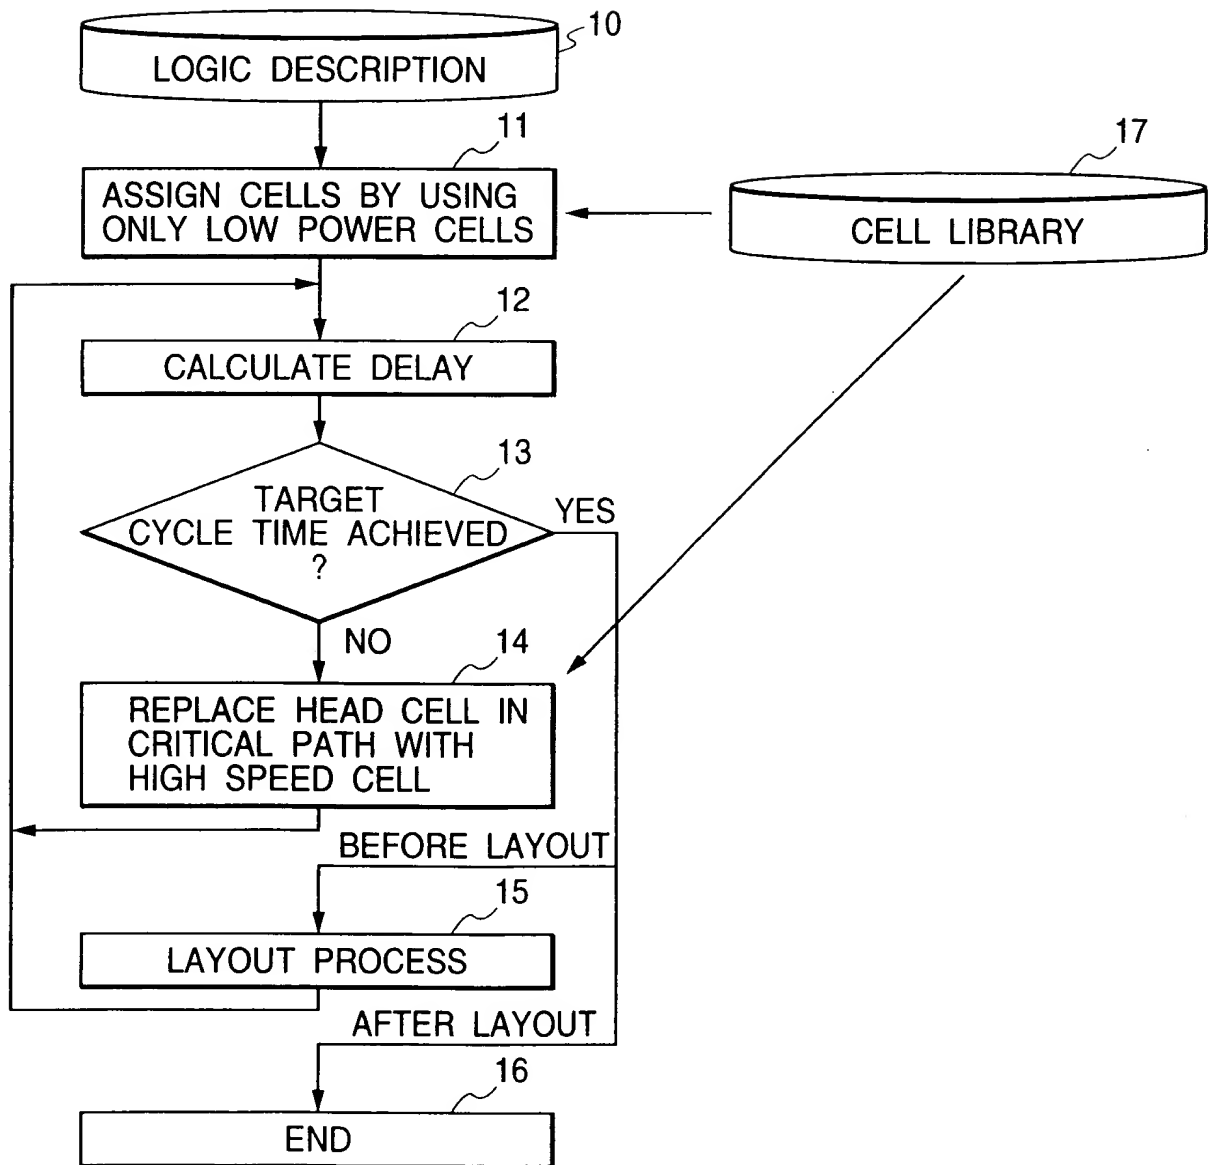 10
LOGIC DESCRIPTION
11
17
ASSIGN CELLS BY USING
ONLY LOW POWER CELLS
CELL LIBRARY
12
CALCULATE DELAY
13
TARGET
CYCLE TIME ACHIEVED
?
YES
NO
14
REPLACE HEAD CELL IN
CRITICAL PATH WITH
HIGH SPEED CELL
BEFORE LAYOUT
15
LAYOUT PROCESS
AFTER LAYOUT
16
END